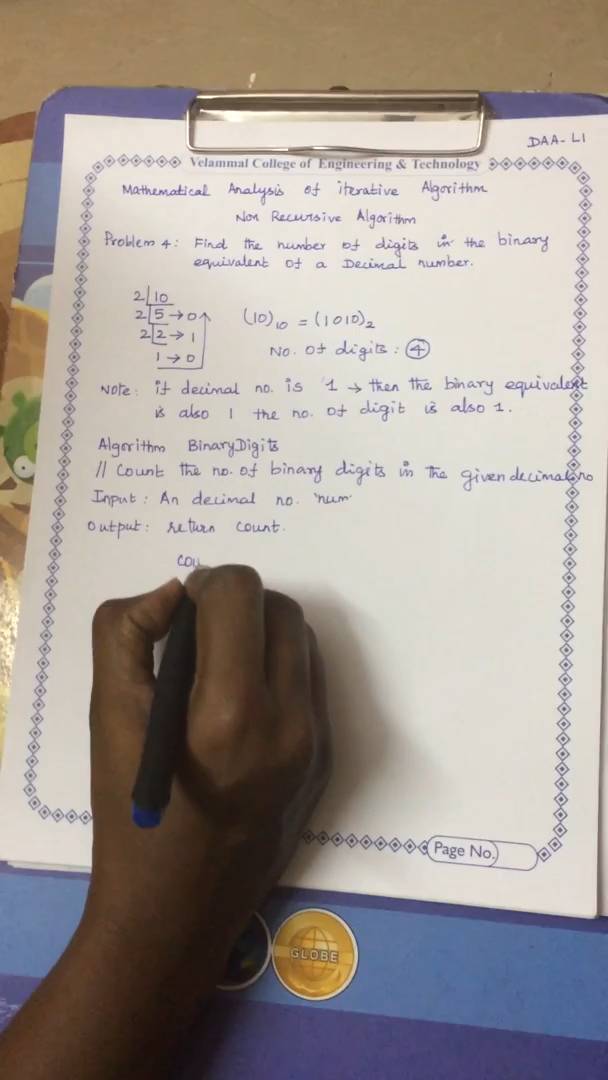 DAA-L1
Velammal College of Engineering & Technology
Mathematical Analysis of iterative Algorithm
Non Recursive Algorithm
Problem 4: Find the number of digits in the binary
equivalent of a Decimal number.
2 | 10
2 | 5 → 0
2 | 2 → 1
1 → 0
(10)₁₀ = (1010)₂
No. of digits : 4
Note: if decimal no. is 1 → then the binary equivalent
is also 1 the no. of digit is also 1.
Algorithm BinaryDigits
// Count the no. of binary digits in the given decimal no
Input : An decimal no. 'num'
Output: return count.
cou
Page No.
GLOBE